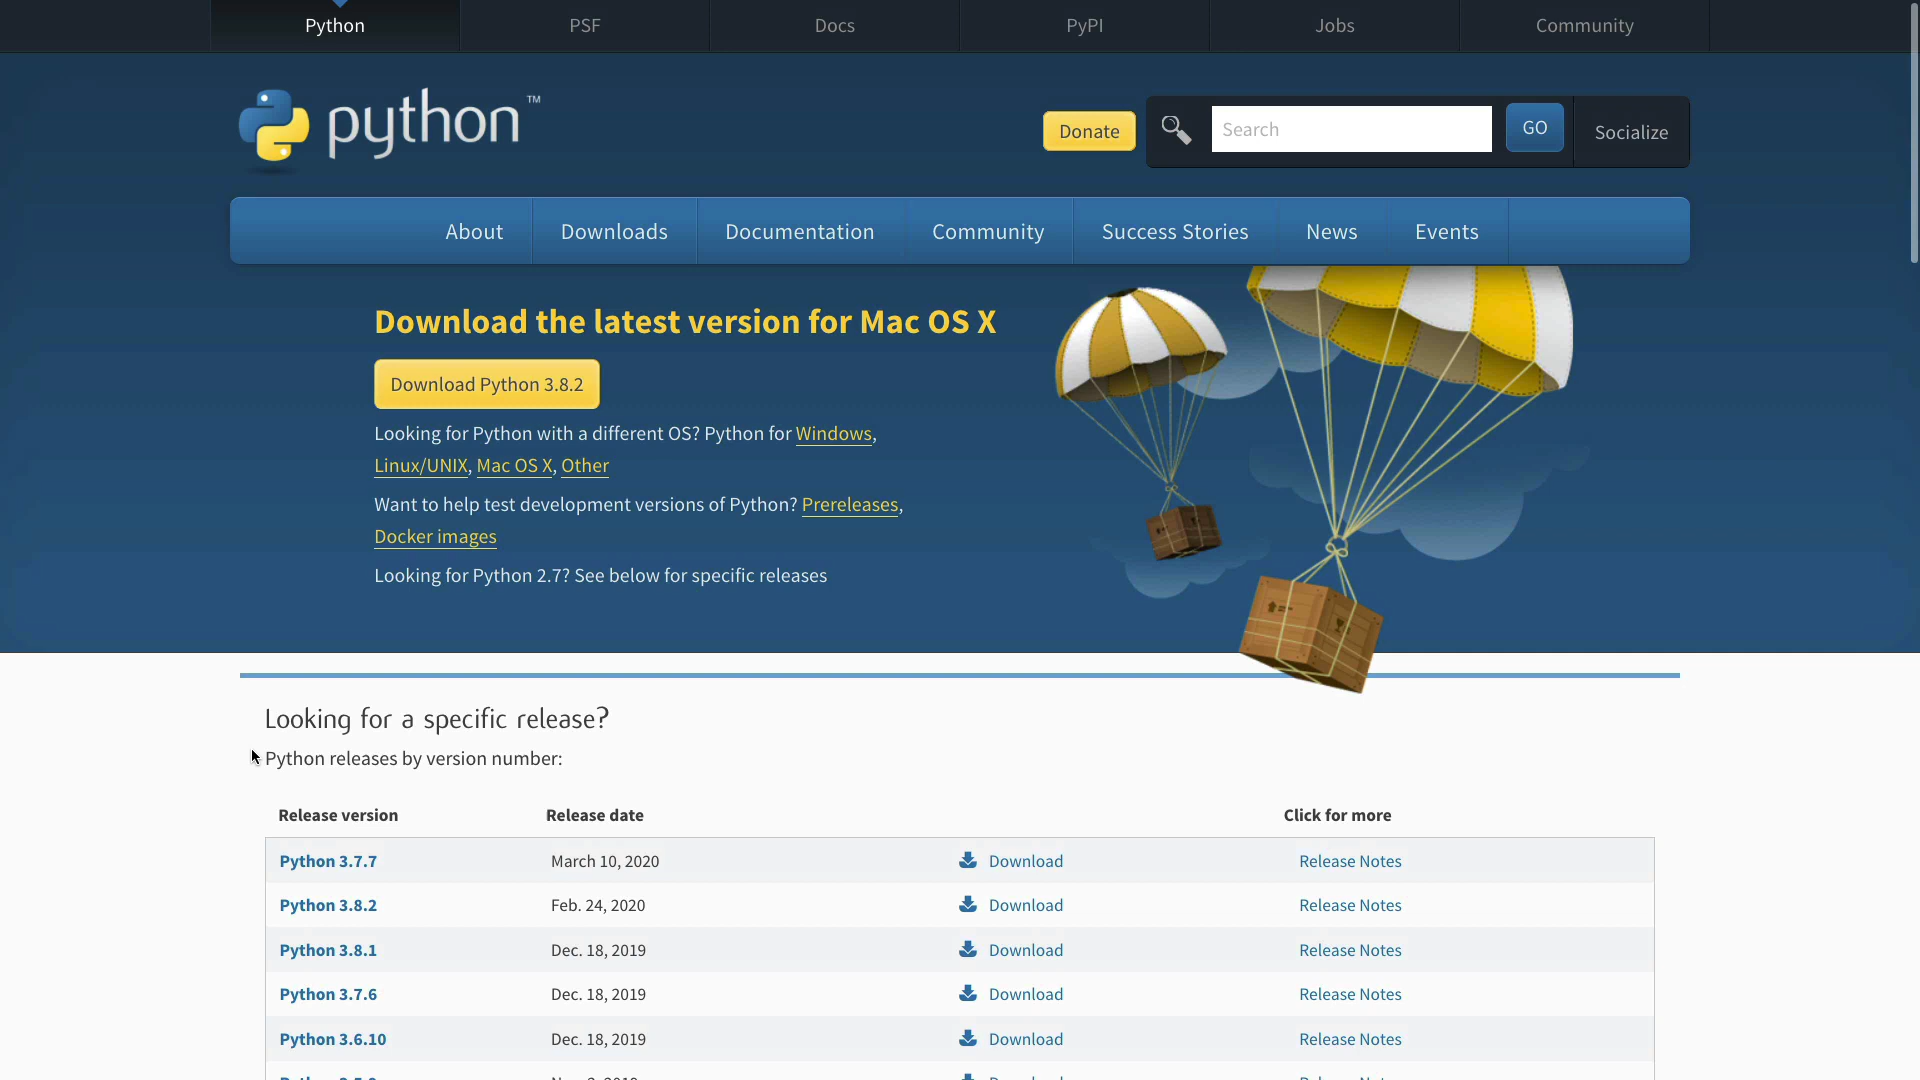 Python PSF Docs PyPI Jobs Community
python™
Donate Search GO Socialize
About Downloads Documentation Community Success Stories News Events
Download the latest version for Mac OS X
Download Python 3.8.2
Looking for Python with a different OS? Python for Windows,
Linux/UNIX, Mac OS X, Other
Want to help test development versions of Python? Prereleases,
Docker images
Looking for Python 2.7? See below for specific releases
Looking for a specific release?
Python releases by version number:
Release version Release date Click for more
Python 3.7.7 March 10, 2020 Download Release Notes
Python 3.8.2 Feb. 24, 2020 Download Release Notes
Python 3.8.1 Dec. 18, 2019 Download Release Notes
Python 3.7.6 Dec. 18, 2019 Download Release Notes
Python 3.6.10 Dec. 18, 2019 Download Release Notes